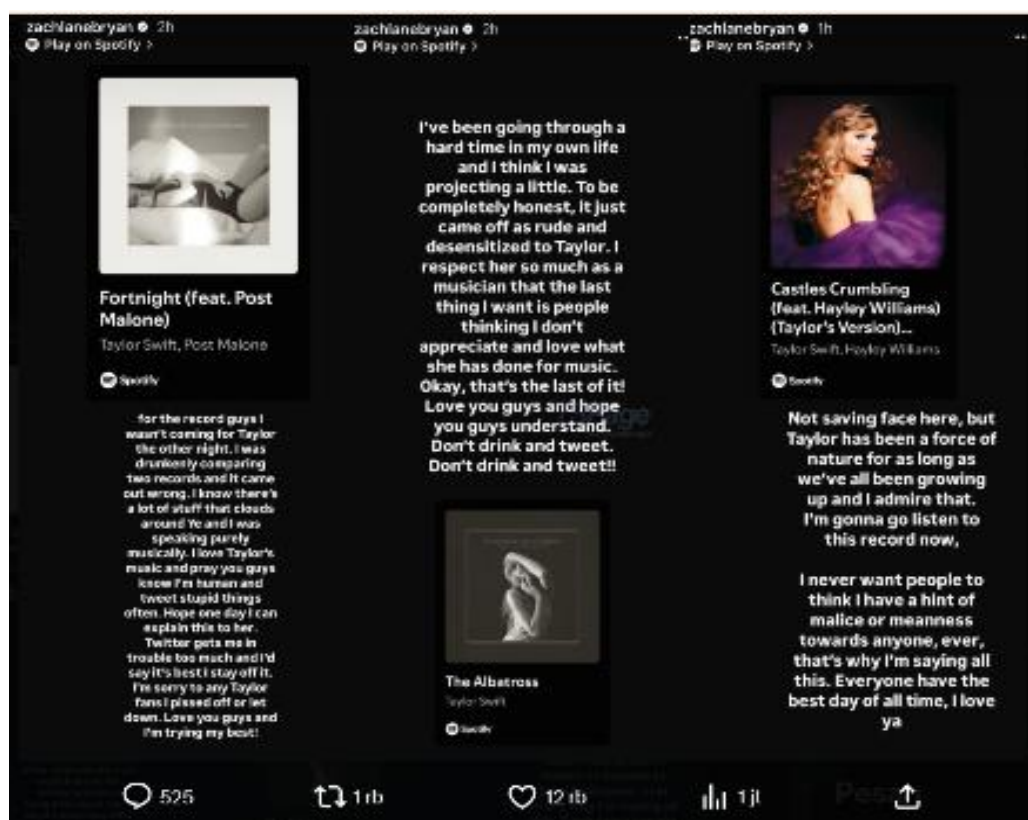 zachlanebryan 2h
Play on Spotify >
Fortnight (feat. Post
Malone)
Taylor Swift, Post Malone
Spotify
for the record guys I
wasn't coming for Taylor
the other night. I was
drunkenly comparing
two records and it came
out wrong. I know there's
a lot of stuff that clouds
around Ye and I was
speaking purely
musically. I love Taylor's
music and pray you guys
know I'm human and
tweet stupid things
often. Hope one day I can
explain this to her.
Twitter gets me in
trouble too much and I'd
say it's best I stay off it.
I'm sorry to any Taylor
fans I pissed off or let
down. Love you guys and
I'm trying my best!
zachlanebryan 2h
Play on Spotify >
I've been going through a
hard time in my own life
and I think I was
projecting a little. To be
completely honest, it just
came off as rude and
desensitized to Taylor. I
respect her so much as a
musician that the last
thing I want is people
thinking I don't
appreciate and love what
she has done for music.
Okay, that's the last of it!
Love you guys and hope
you guys understand.
Don't drink and tweet.
Don't drink and tweet!!
The Albatross
Taylor Swift
Spotify
zachlanebryan 1h
Play on Spotify >
Castles Crumbling
(feat. Hayley Williams)
(Taylor's Version)...
Taylor Swift, Hayley Williams
Spotify
Not saving face here, but
Taylor has been a force of
nature for as long as
we've all been growing
up and I admire that.
I'm gonna go listen to
this record now,
I never want people to
think I have a hint of
malice or meanness
towards anyone, ever,
that's why I'm saying all
this. Everyone have the
best day of all time, I love
ya
525 1 rb 12 rb 1 jt